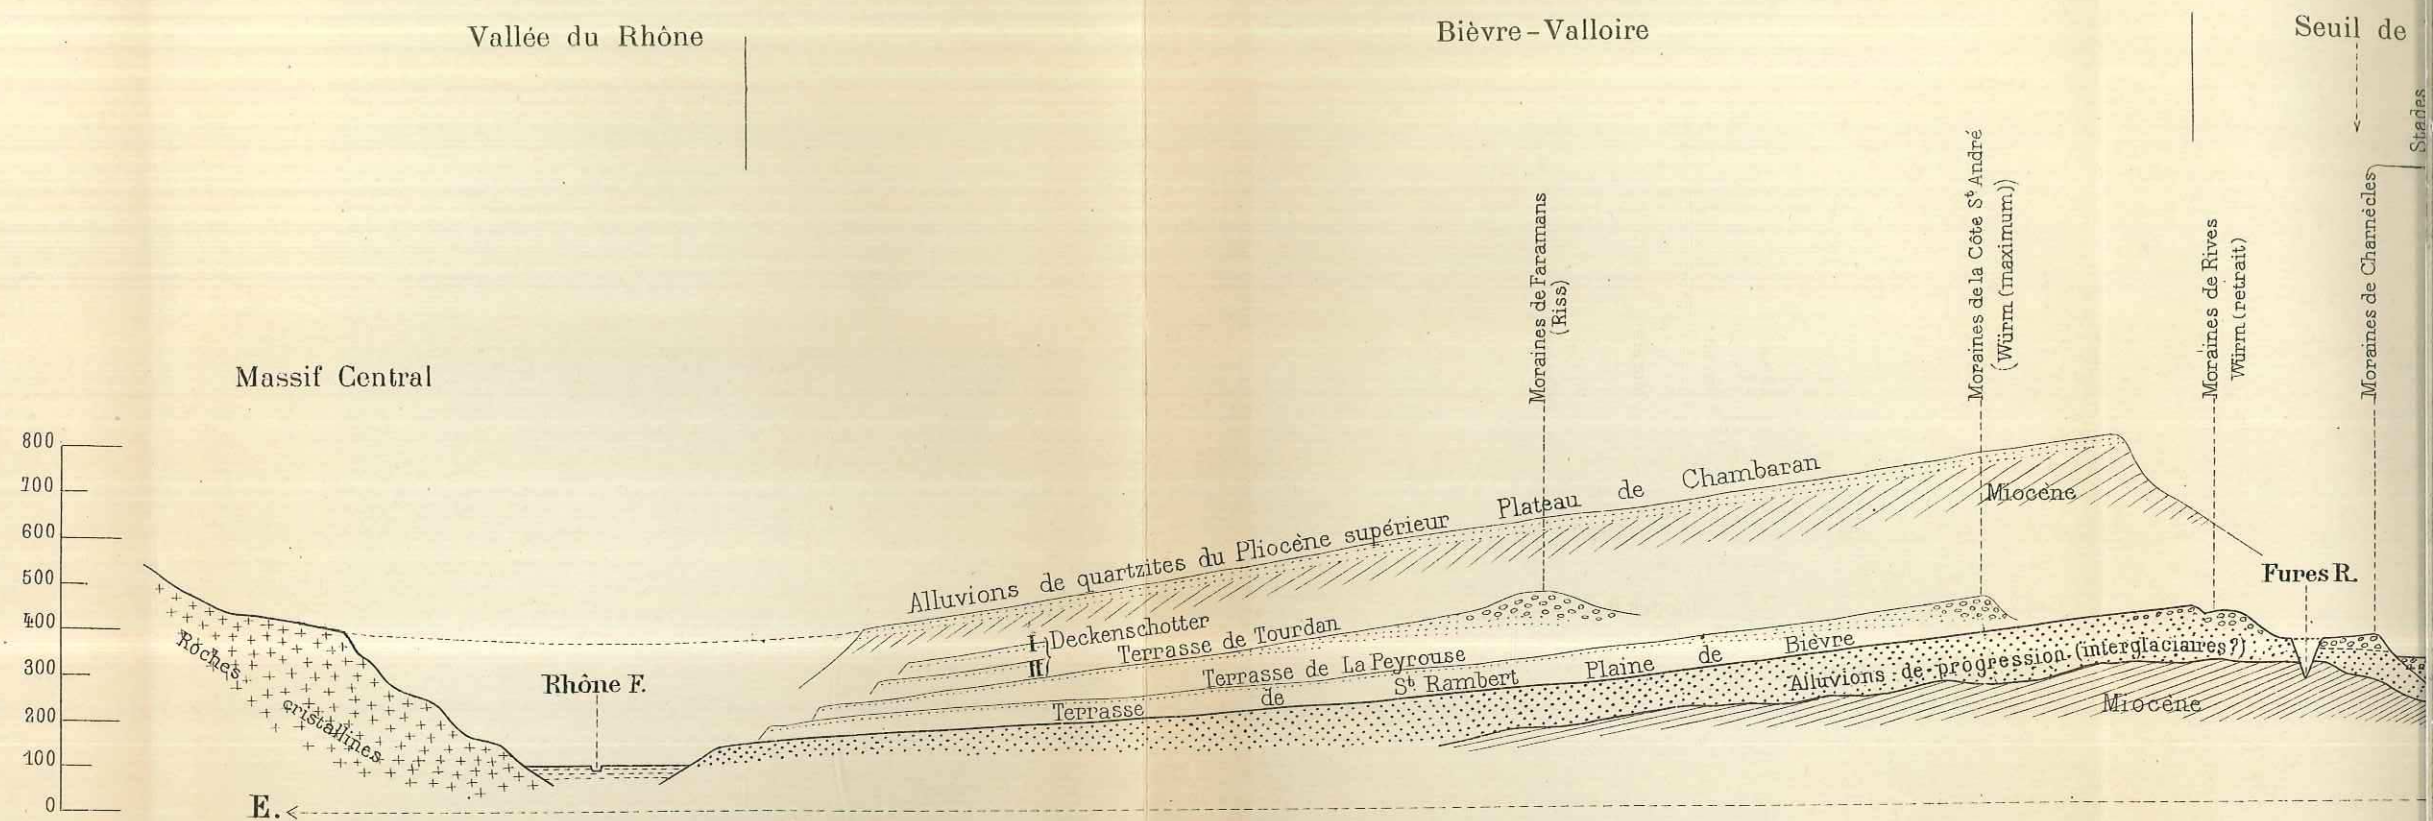 Vallée du Rhône
Bièvre-Valloire
Seuil de
Stades
Massif Central
Moraines de Faramans
(Riss)
Moraines de la Côte St André
(Würm (maximum))
Moraines de Rives
Würm (retrait)
Moraines de Charnècles
800
700
600
500
400
300
200
100
0
Alluvions de quartzites du Pliocène supérieur
Plateau de Chambaran
Miocène
Fures R.
I
II
Deckenschotter
Terrasse de Tourdan
Roches cristallines
Rhône F.
Terrasse de La Peyrouse
Terrasse de St Rambert
Plaine de Bièvre
Alluvions de progression (interglaciaires?)
Miocène
E.